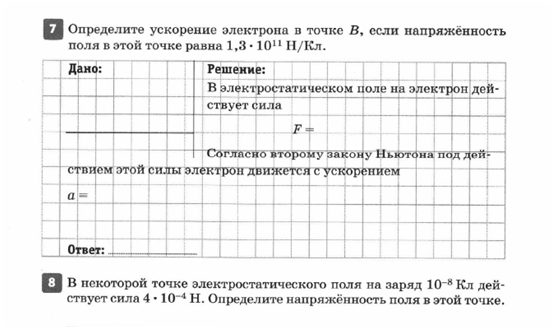 7 Определите ускорение электрона в точке B, если напряжённость
поля в этой точке равна 1,3 · 10¹¹ Н/Кл.
Дано:
Решение:
В электростатическом поле на электрон дей-
ствует сила
F =
Согласно второму закону Ньютона под дей-
ствием этой силы электрон движется с ускорением
a =
Ответ:
8 В некоторой точке электростатического поля на заряд 10⁻⁸ Кл дей-
ствует сила 4 · 10⁻⁴ Н. Определите напряжённость поля в этой точке.